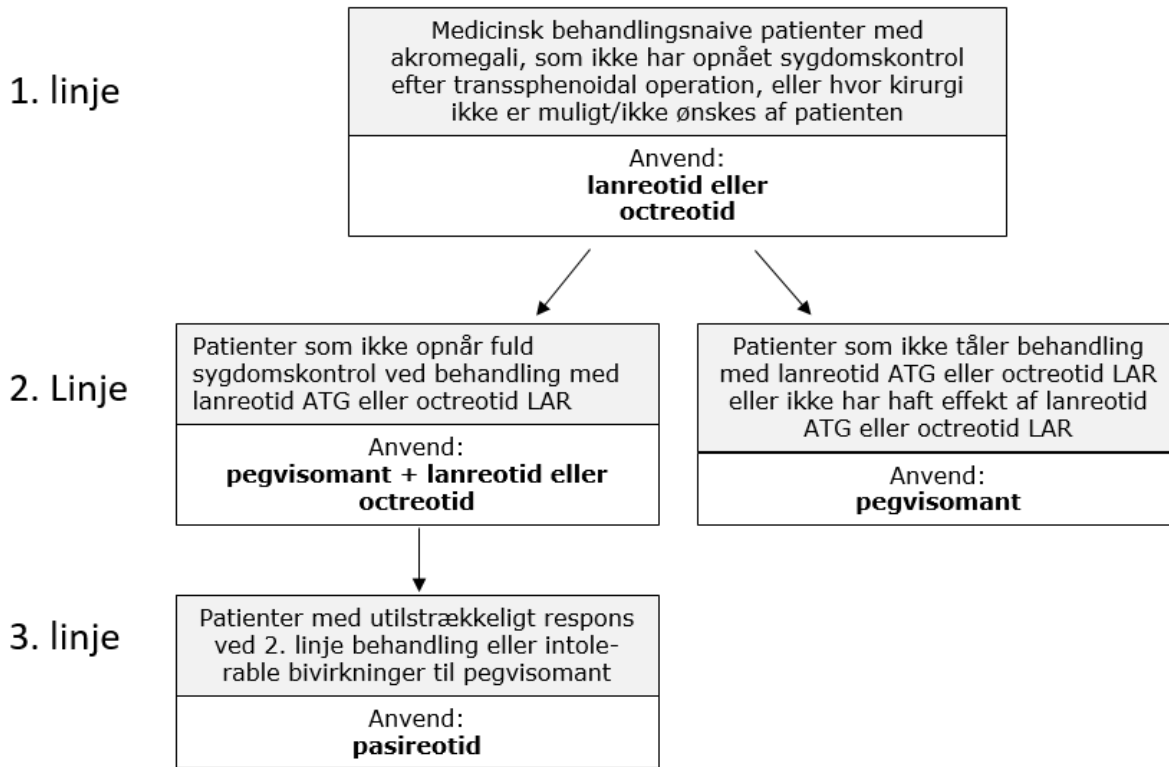 1. linje
Medicinsk behandlingsnaive patienter med
akromegali, som ikke har opnået sygdomskontrol
efter transsphenoidal operation, eller hvor kirurgi
ikke er muligt/ikke ønskes af patienten
Anvend:
lanreotid eller
octreotid
2. Linje
Patienter som ikke opnår fuld
sygdomskontrol ved behandling med
lanreotid ATG eller octreotid LAR
Anvend:
pegvisomant + lanreotid eller
octreotid
Patienter som ikke tåler behandling
med lanreotid ATG eller octreotid LAR
eller ikke har haft effekt af lanreotid
ATG eller octreotid LAR
Anvend:
pegvisomant
3. linje
Patienter med utilstrækkeligt respons
ved 2. linje behandling eller intole-
rable bivirkninger til pegvisomant
Anvend:
pasireotid